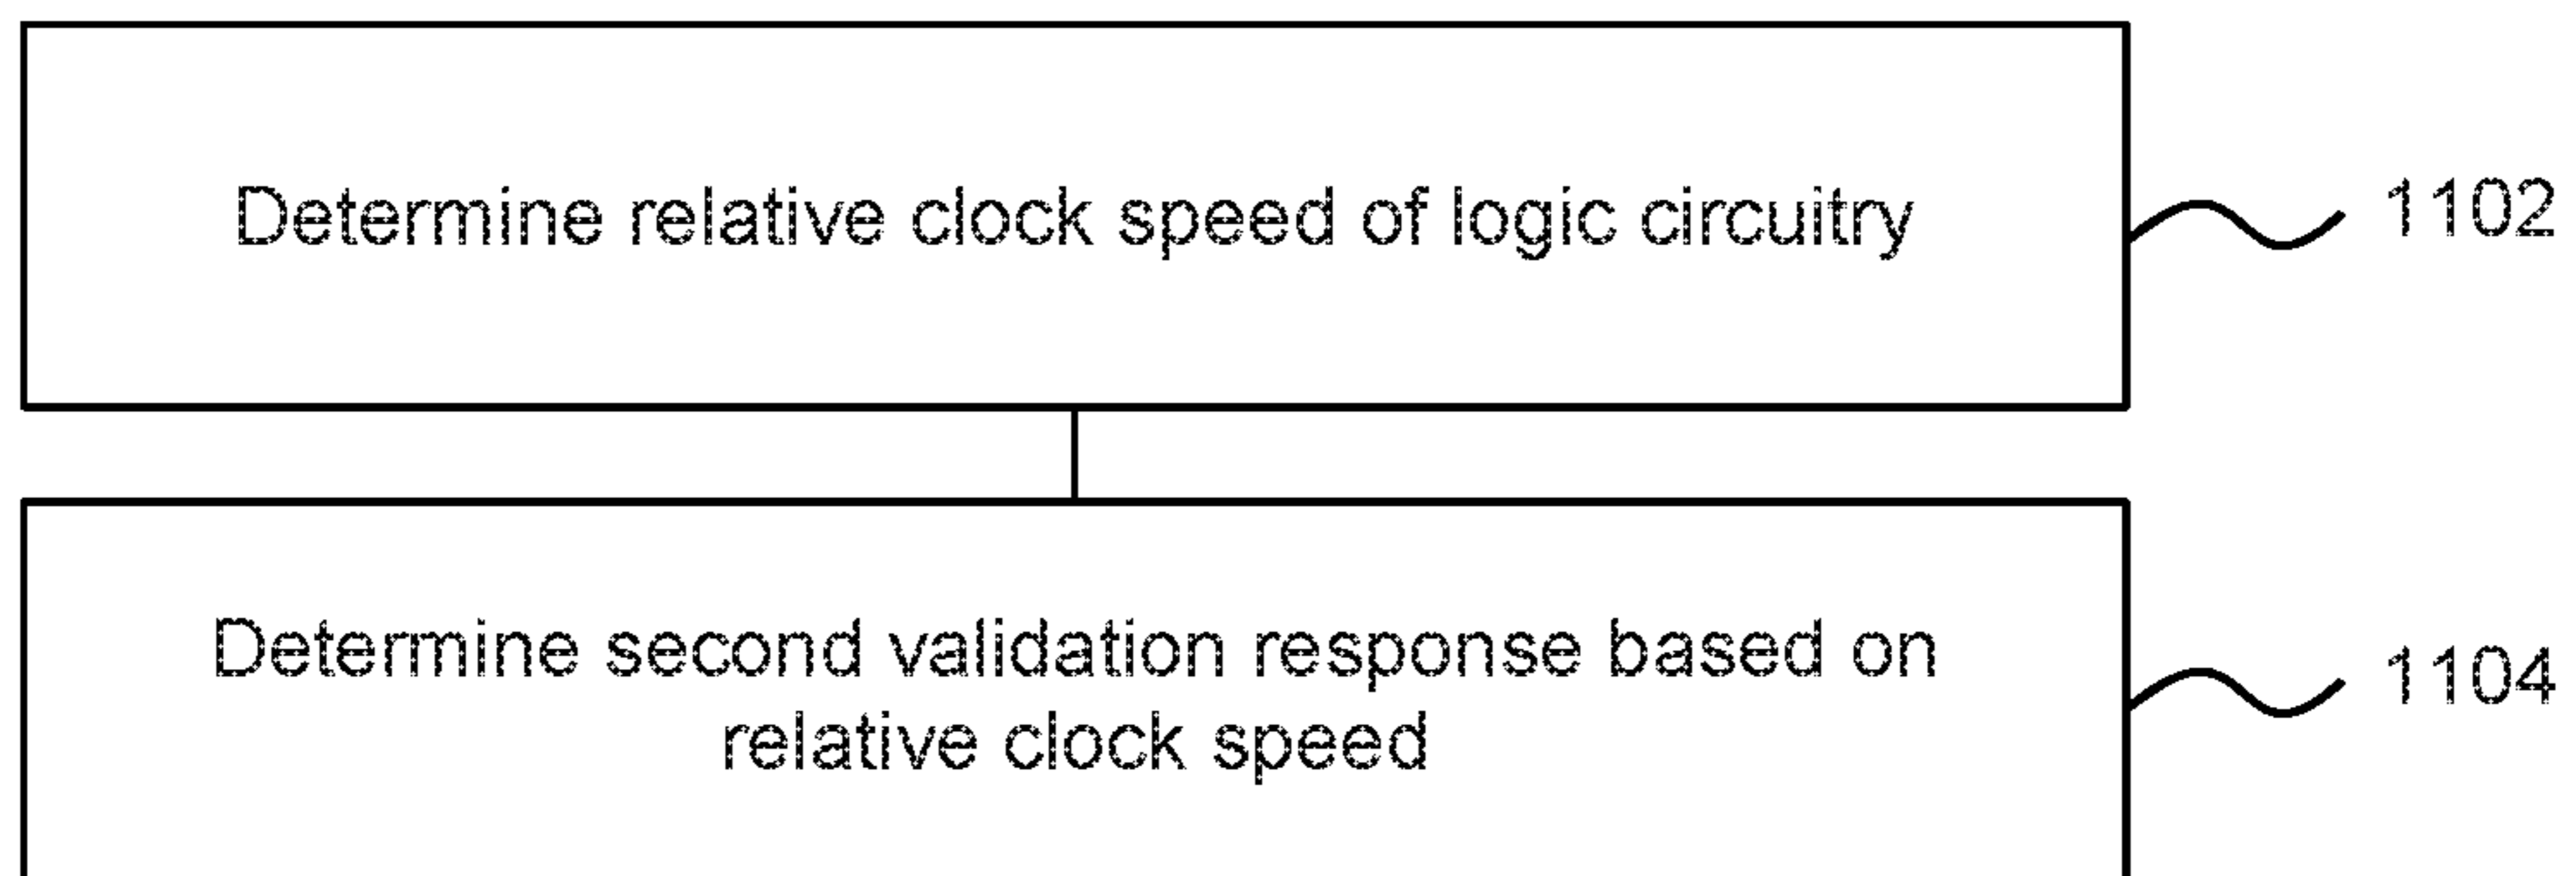 Determine relative clock speed of logic circuitry
1102
Determine second validation response based on
relative clock speed
1104